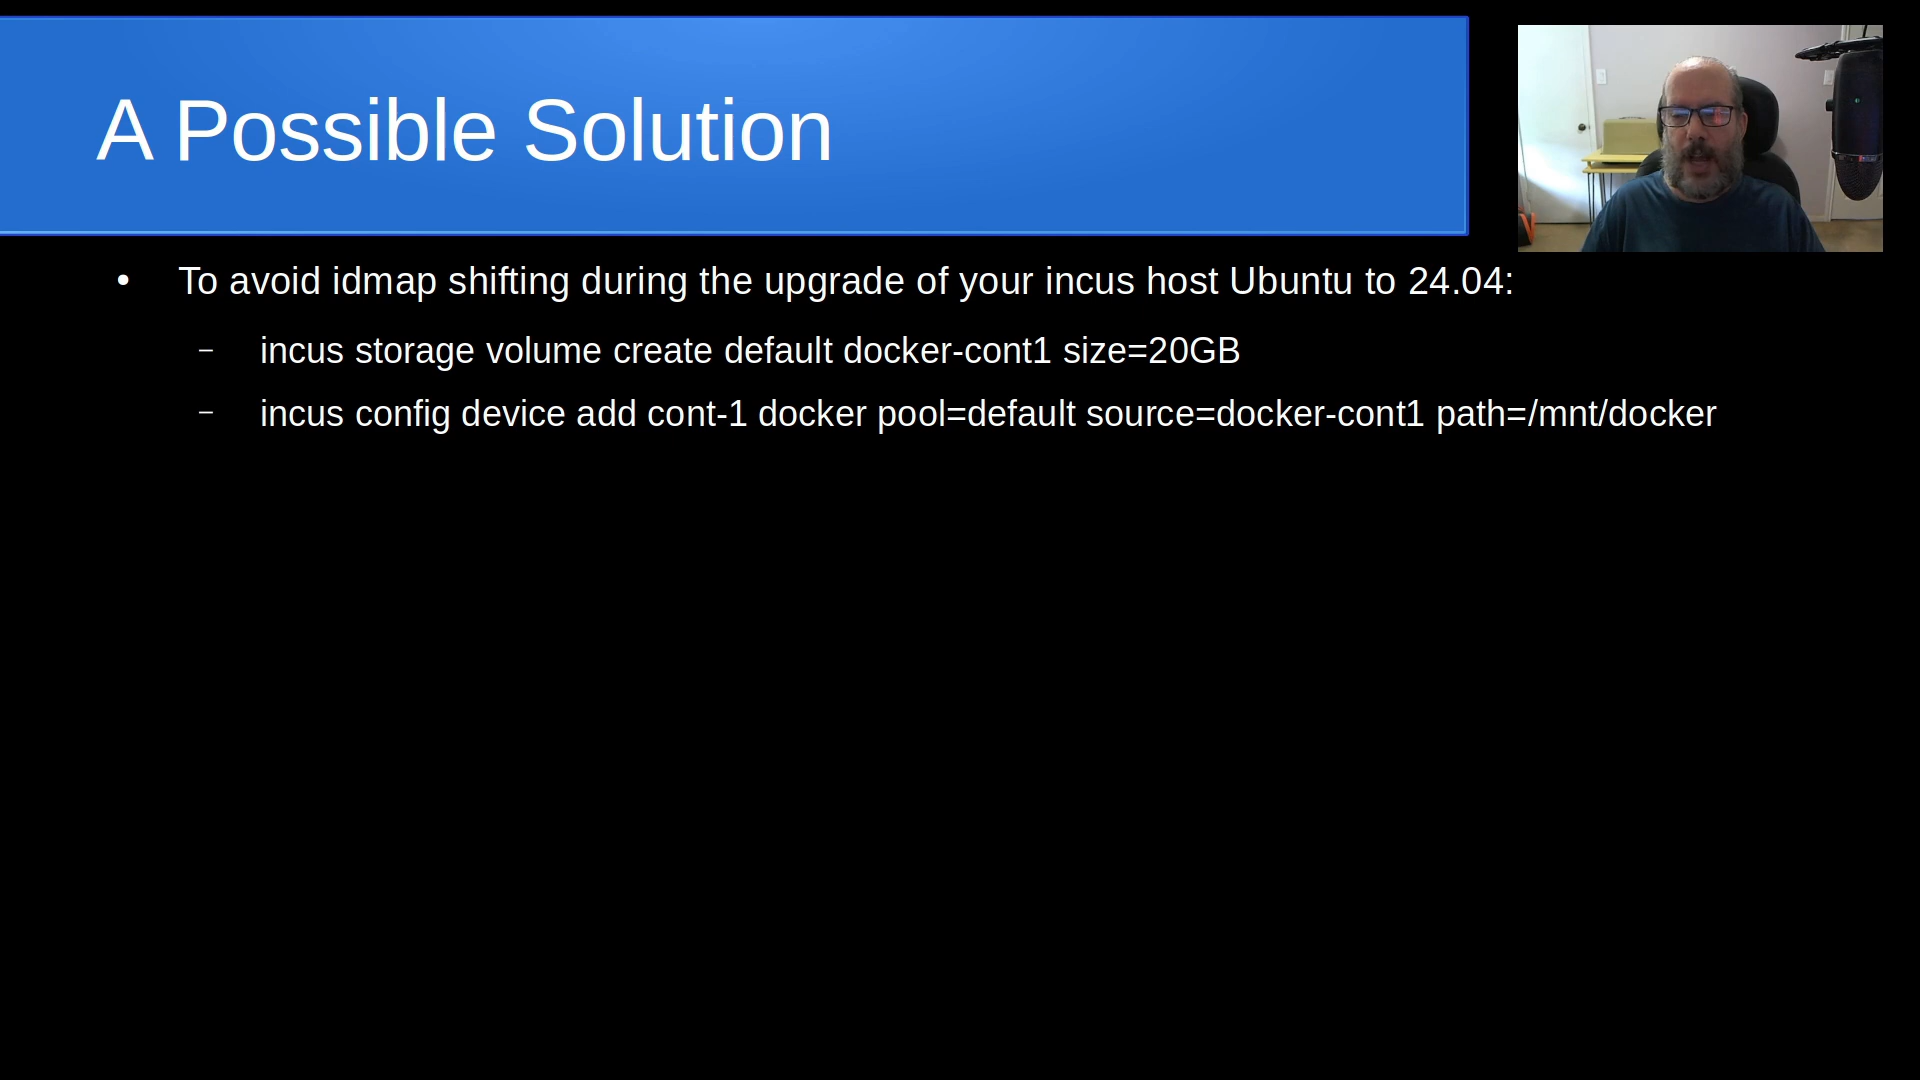 A Possible Solution
• To avoid idmap shifting during the upgrade of your incus host Ubuntu to 24.04:
– incus storage volume create default docker-cont1 size=20GB
– incus config device add cont-1 docker pool=default source=docker-cont1 path=/mnt/docker